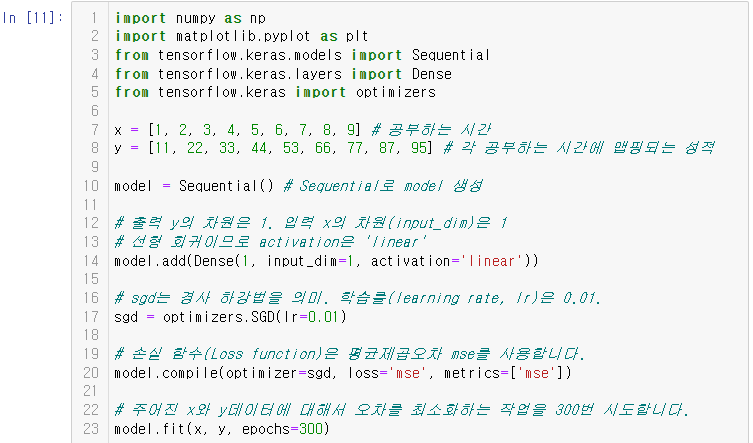 In [11]:
1 import numpy as np
2 import matplotlib.pyplot as plt
3 from tensorflow.keras.models import Sequential
4 from tensorflow.keras.layers import Dense
5 from tensorflow.keras import optimizers
6
7 x = [1, 2, 3, 4, 5, 6, 7, 8, 9] # 공부하는 시간
8 y = [11, 22, 33, 44, 53, 66, 77, 87, 95] # 각 공부하는 시간에 맵핑되는 성적
9
10 model = Sequential() # Sequential로 model 생성
11
12 # 출력 y의 차원은 1. 입력 x의 차원(input_dim)은 1
13 # 선형 회귀이므로 activation은 'linear'
14 model.add(Dense(1, input_dim=1, activation='linear'))
15
16 # sgd는 경사 하강법을 의미. 학습률(learning rate, lr)은 0.01.
17 sgd = optimizers.SGD(lr=0.01)
18
19 # 손실 함수(Loss function)은 평균제곱오차 mse를 사용합니다.
20 model.compile(optimizer=sgd, loss='mse', metrics=['mse'])
21
22 # 주어진 x와 y데이터에 대해서 오차를 최소화하는 작업을 300번 시도합니다.
23 model.fit(x, y, epochs=300)